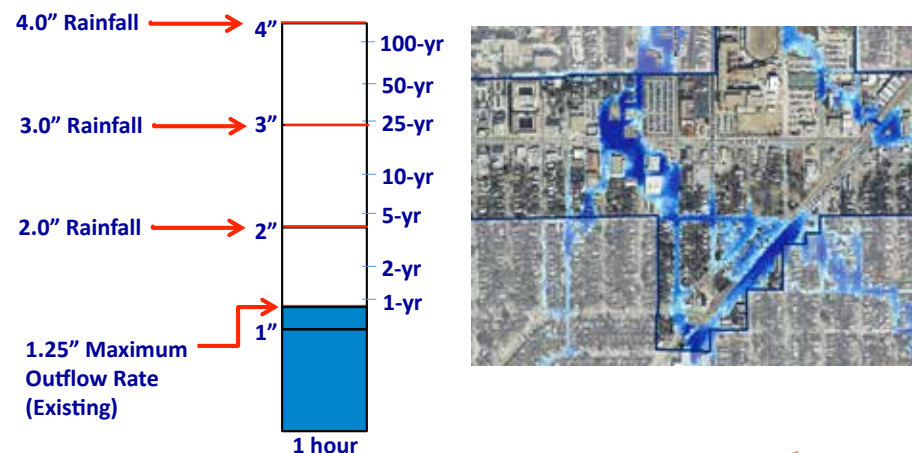 4.0” Rainfall
4”
100-yr
50-yr
3.0” Rainfall
3”
25-yr
10-yr
5-yr
2.0” Rainfall
2”
2-yr
1-yr
1”
1.25” Maximum
Outflow Rate
(Existing)
1 hour